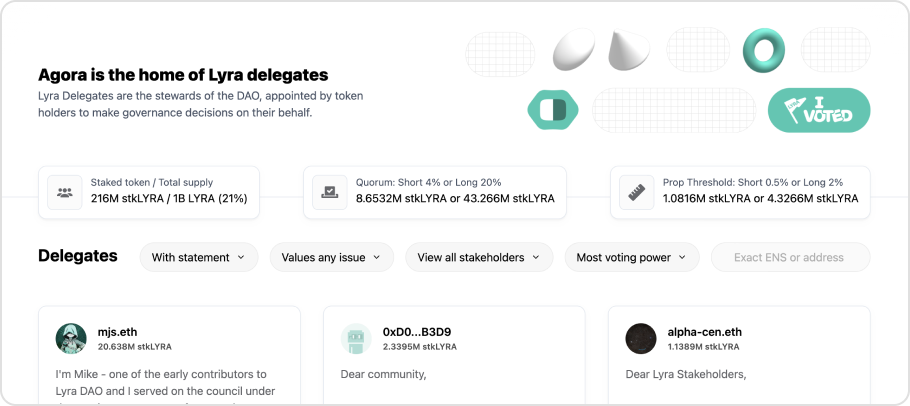 Agora is the home of Lyra delegates
Lyra Delegates are the stewards of the DAO, appointed by token
holders to make governance decisions on their behalf.
LYRA
I
VOTED
Staked token / Total supply
216M stkLYRA / 1B LYRA (21%)
Quorum: Short 4% or Long 20%
8.6532M stkLYRA or 43.266M stkLYRA
Prop Threshold: Short 0.5% or Long 2%
1.0816M stkLYRA or 4.3266M stkLYRA
Delegates
With statement
Values any issue
View all stakeholders
Most voting power
Exact ENS or address
mjs.eth
20.638M stkLYRA
I'm Mike - one of the early contributors to
Lyra DAO and I served on the council under
0xD0...B3D9
2.3395M stkLYRA
Dear community,
alpha-cen.eth
1.1389M stkLYRA
Dear Lyra Stakeholders,